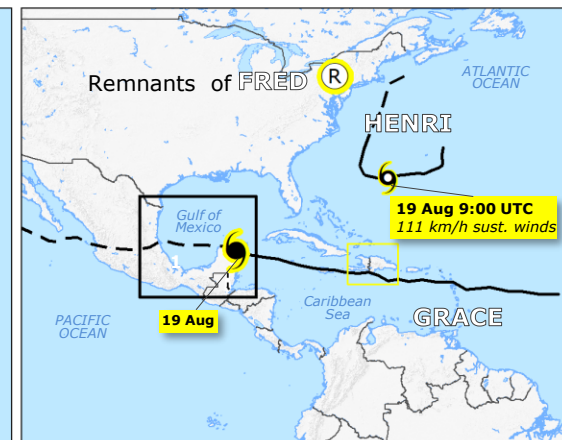 Remnants of FRED
R
ATLANTIC
OCEAN
HENRI
19 Aug 9:00 UTC
111 km/h sust. winds
Gulf of
Mexico
19 Aug
Caribbean
Sea
GRACE
PACIFIC
OCEAN